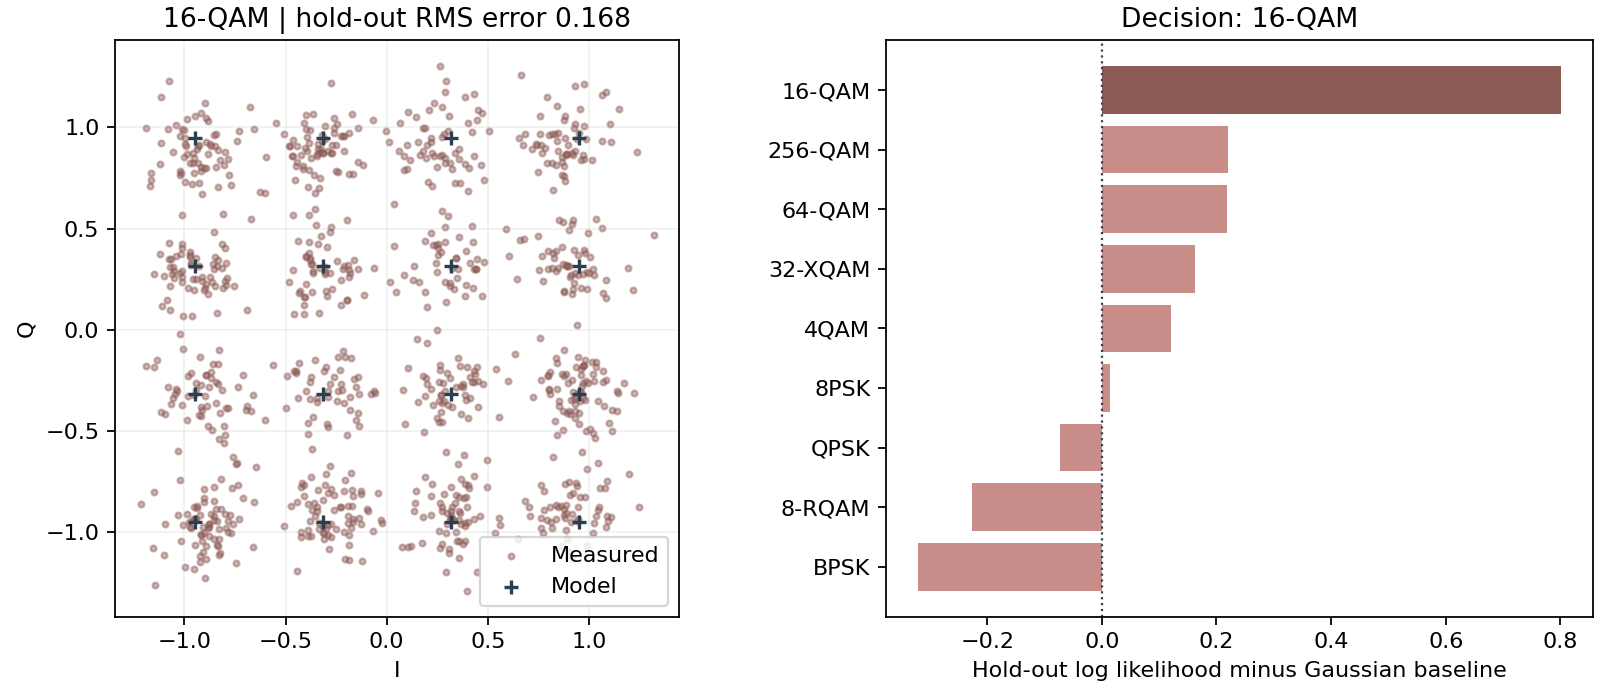 16-QAM | hold-out RMS error 0.168
Q
1.0
0.5
0.0
−0.5
−1.0
−1.0
−0.5
0.0
0.5
1.0
I
Measured
Model
Decision: 16-QAM
16-QAM
256-QAM
64-QAM
32-XQAM
4QAM
8PSK
QPSK
8-RQAM
BPSK
−0.2
0.0
0.2
0.4
0.6
0.8
Hold-out log likelihood minus Gaussian baseline